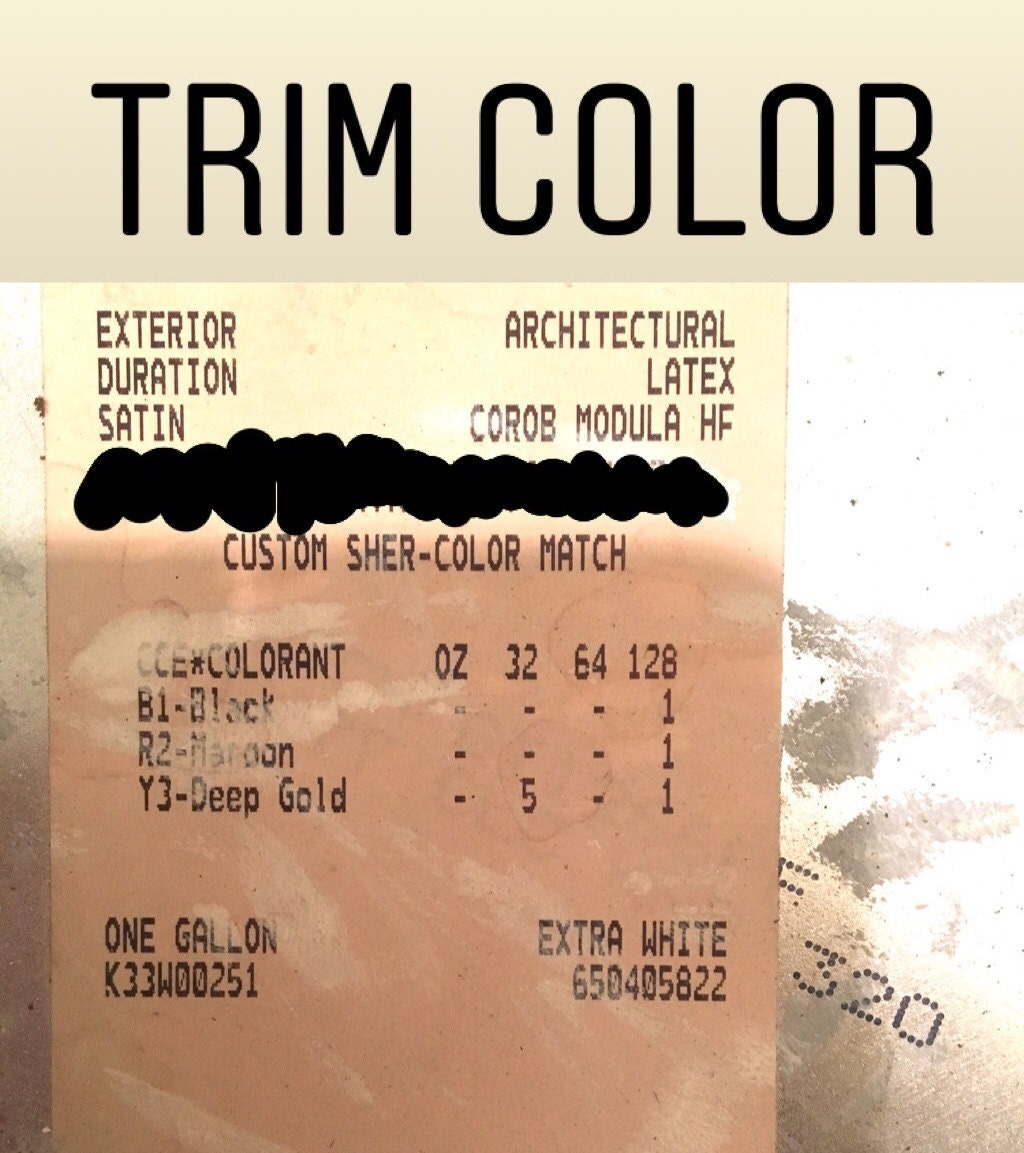 TRIM COLOR
EXTERIOR ARCHITECTURAL
DURATION LATEX
SATIN COROB MODULA HF
CUSTOM SHER-COLOR MATCH
CCE*COLORANT OZ 32 64 128
B1-Black - - - 1
R2-Maroon - - - 1
Y3-Deep Gold - 5 - 1
ONE GALLON EXTRA WHITE
K33W00251 650405822
320